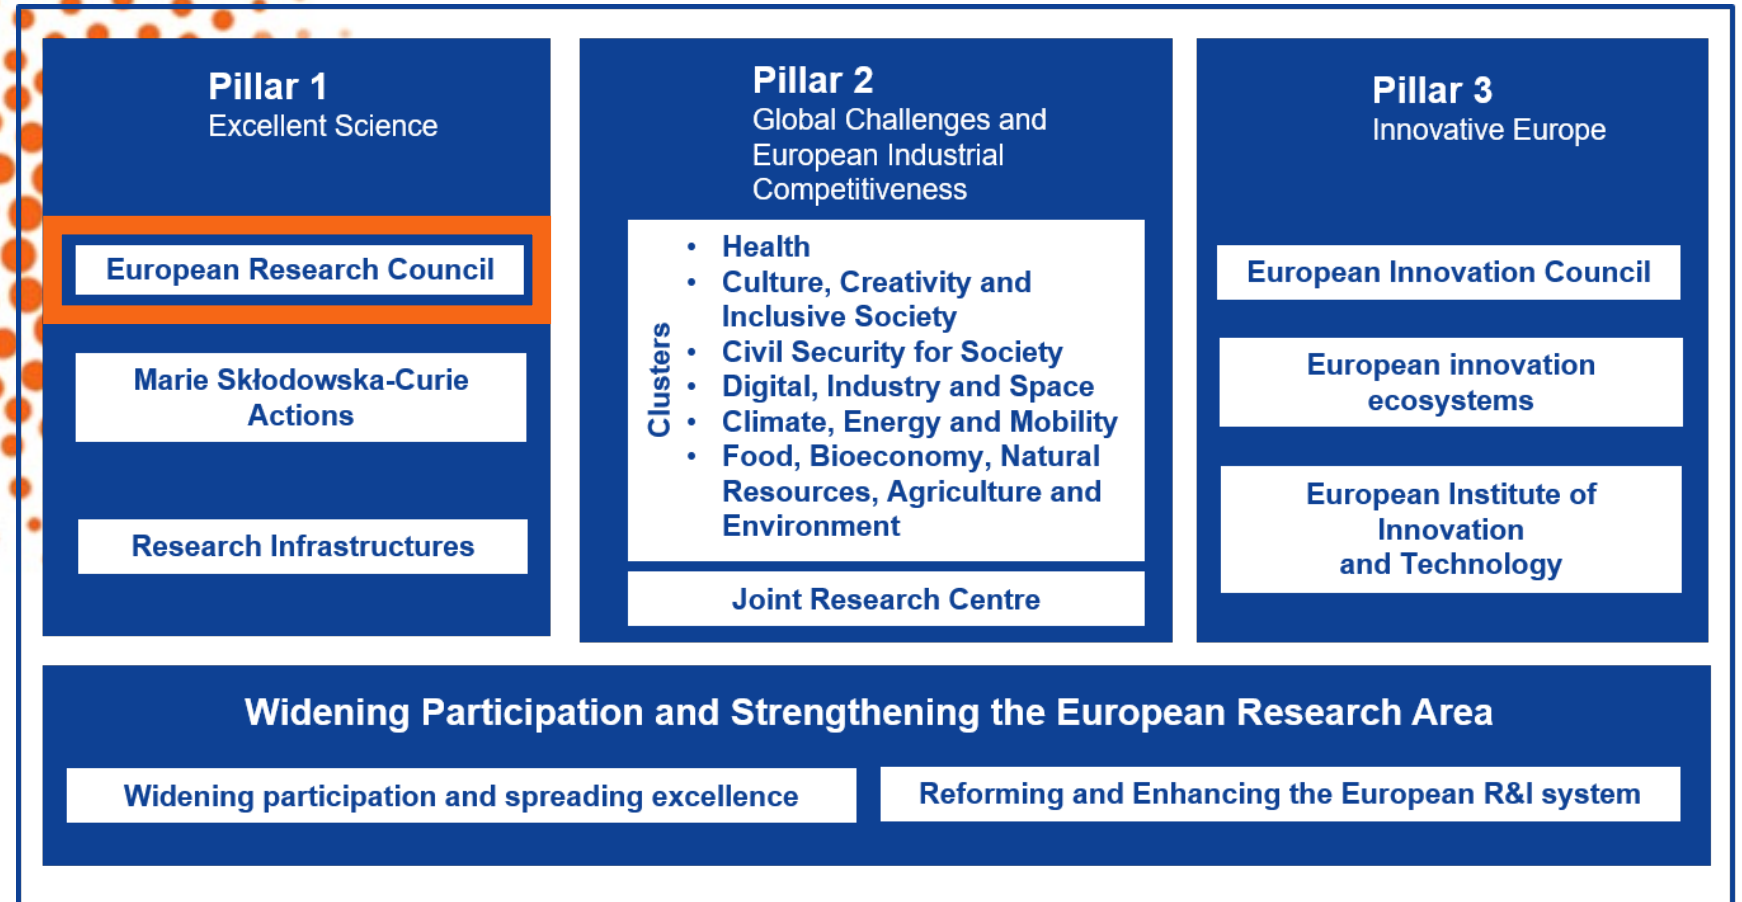 Pillar 1
Excellent Science
European Research Council
Marie Skłodowska-Curie
Actions
Research Infrastructures
Pillar 2
Global Challenges and
European Industrial
Competitiveness
Clusters
• Health
• Culture, Creativity and
Inclusive Society
• Civil Security for Society
• Digital, Industry and Space
• Climate, Energy and Mobility
• Food, Bioeconomy, Natural
Resources, Agriculture and
Environment
Joint Research Centre
Pillar 3
Innovative Europe
European Innovation Council
European innovation
ecosystems
European Institute of
Innovation
and Technology
Widening Participation and Strengthening the European Research Area
Widening participation and spreading excellence
Reforming and Enhancing the European R&I system